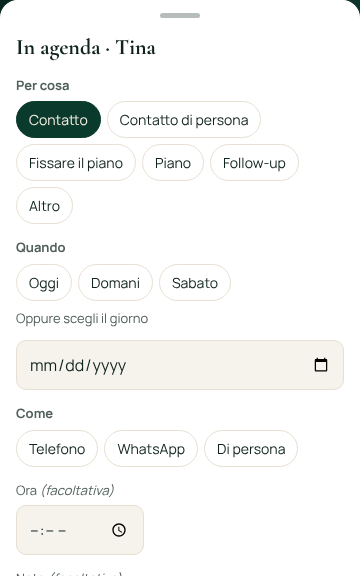 In agenda · Tina
Per cosa
Contatto
Contatto di persona
Fissare il piano
Piano
Follow-up
Altro
Quando
Oggi
Domani
Sabato
Oppure scegli il giorno
mm/dd/yyyy
Come
Telefono
WhatsApp
Di persona
Ora (facoltativa)
--:--